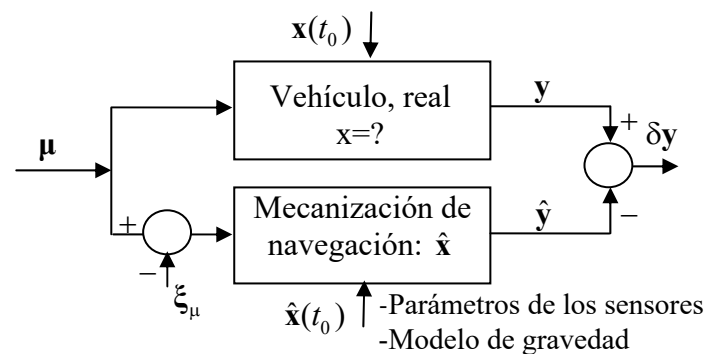 x(t₀)
Vehículo, real
x=?
y
μ
+
δy
Mecanización de
navegación: x̂
ŷ
−
+
−
ξμ
x̂(t₀)
-Parámetros de los sensores
-Modelo de gravedad